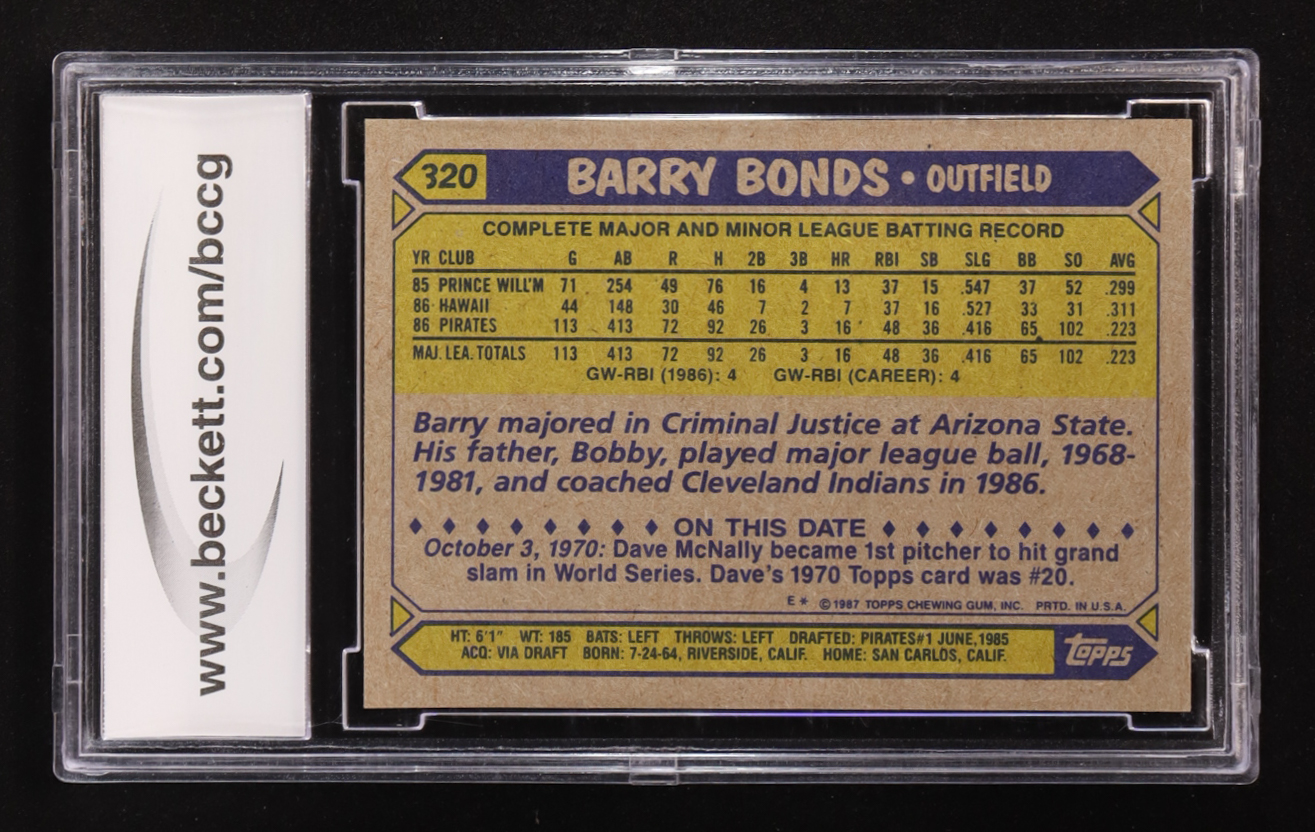 www.beckett.com/bccg
320 BARRY BONDS • OUTFIELD
COMPLETE MAJOR AND MINOR LEAGUE BATTING RECORD
YR CLUB G AB R H 2B 3B HR RBI SB SLG BB SO AVG
85 PRINCE WILL'M 71 254 49 76 16 4 13 37 15 .547 37 52 .299
86 HAWAII 44 148 30 46 7 2 7 37 16 .527 33 31 .311
86 PIRATES 113 413 72 92 26 3 16 48 36 .416 65 102 .223
MAJ. LEA. TOTALS 113 413 72 92 26 3 16 48 36 .416 65 102 .223
GW-RBI (1986): 4 GW-RBI (CAREER): 4
Barry majored in Criminal Justice at Arizona State.
His father, Bobby, played major league ball, 1968-
1981, and coached Cleveland Indians in 1986.
♦ ♦ ♦ ♦ ♦ ♦ ♦ ♦ ON THIS DATE ♦ ♦ ♦ ♦ ♦ ♦ ♦ ♦
October 3, 1970: Dave McNally became 1st pitcher to hit grand
slam in World Series. Dave's 1970 Topps card was #20.
E* ©1987 TOPPS CHEWING GUM, INC. PRTD. IN U.S.A.
HT: 6'1" WT: 185 BATS: LEFT THROWS: LEFT DRAFTED: PIRATES#1 JUNE,1985
ACQ: VIA DRAFT BORN: 7-24-64, RIVERSIDE, CALIF. HOME: SAN CARLOS, CALIF.
topps